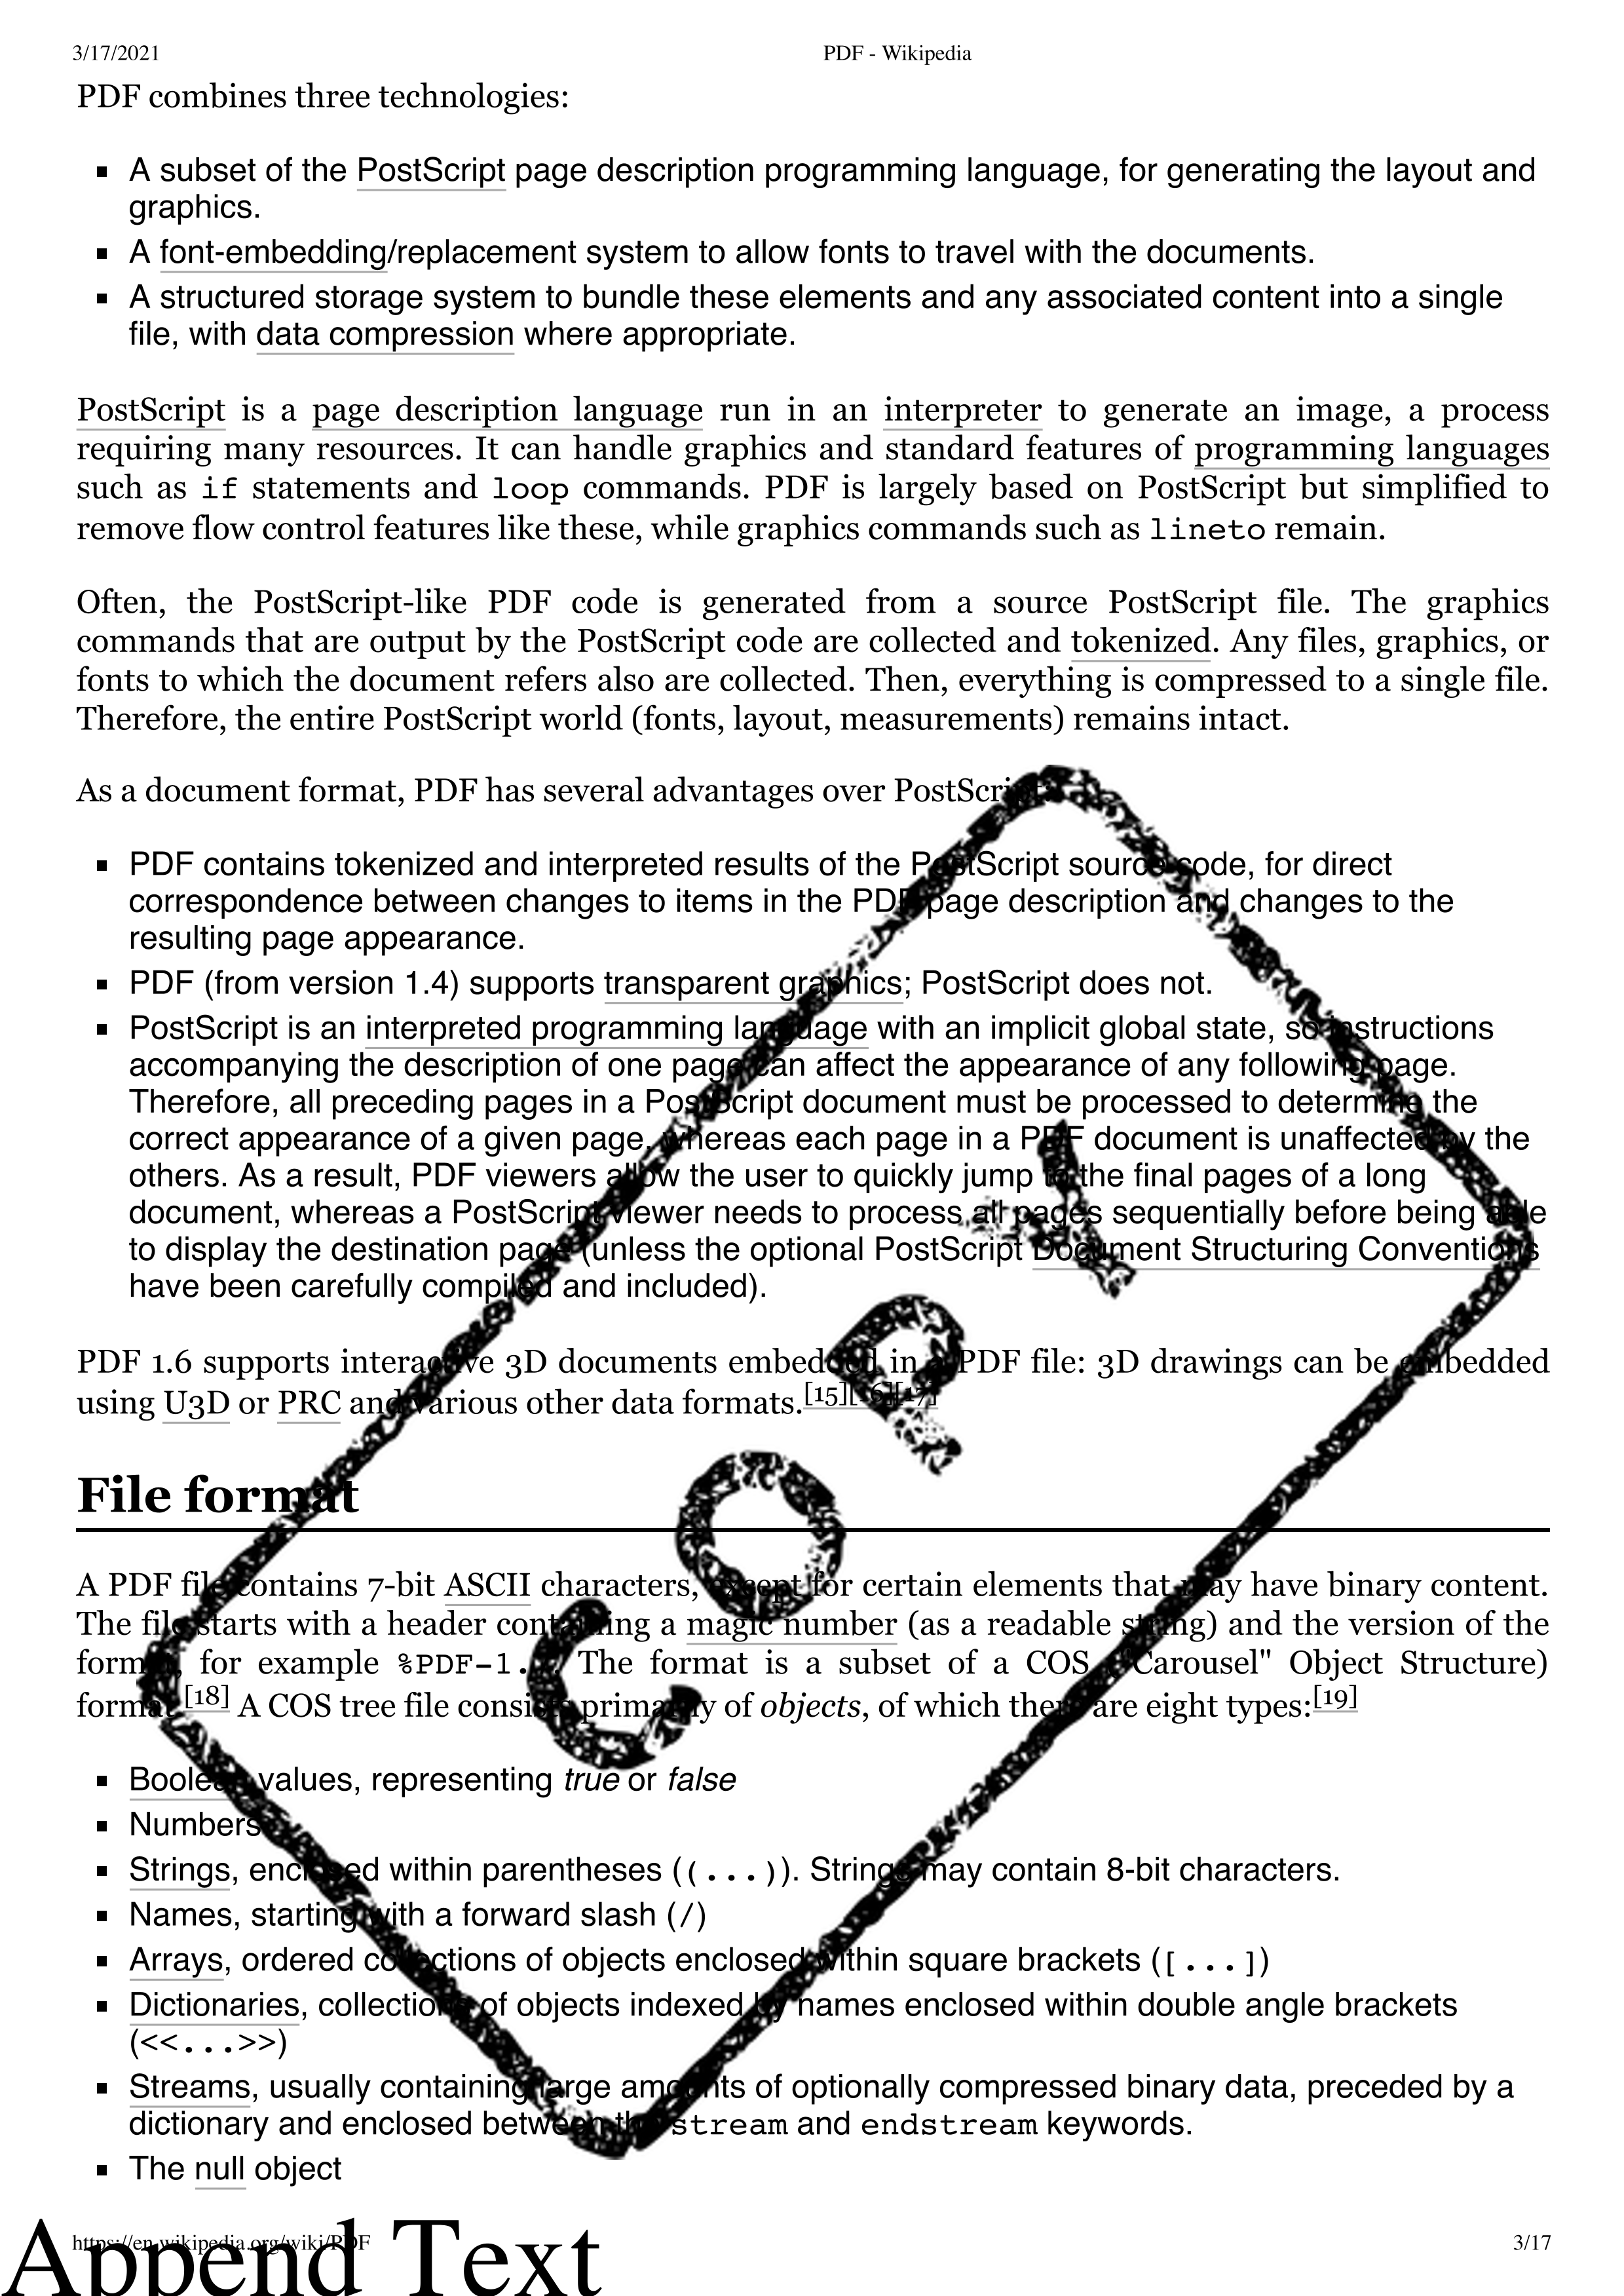 3/17/2021 PDF - Wikipedia
PDF combines three technologies:
▪ A subset of the PostScript page description programming language, for generating the layout and
graphics.
▪ A font-embedding/replacement system to allow fonts to travel with the documents.
▪ A structured storage system to bundle these elements and any associated content into a single
file, with data compression where appropriate.
PostScript is a page description language run in an interpreter to generate an image, a process
requiring many resources. It can handle graphics and standard features of programming languages
such as if statements and loop commands. PDF is largely based on PostScript but simplified to
remove flow control features like these, while graphics commands such as lineto remain.
Often, the PostScript-like PDF code is generated from a source PostScript file. The graphics
commands that are output by the PostScript code are collected and tokenized. Any files, graphics, or
fonts to which the document refers also are collected. Then, everything is compressed to a single file.
Therefore, the entire PostScript world (fonts, layout, measurements) remains intact.
As a document format, PDF has several advantages over PostScript:
▪ PDF contains tokenized and interpreted results of the PostScript source code, for direct
correspondence between changes to items in the PDF page description and changes to the
resulting page appearance.
▪ PDF (from version 1.4) supports transparent graphics; PostScript does not.
▪ PostScript is an interpreted programming language with an implicit global state, so instructions
accompanying the description of one page can affect the appearance of any following page.
Therefore, all preceding pages in a PostScript document must be processed to determine the
correct appearance of a given page, whereas each page in a PDF document is unaffected by the
others. As a result, PDF viewers allow the user to quickly jump to the final pages of a long
document, whereas a PostScript viewer needs to process all pages sequentially before being able
to display the destination page (unless the optional PostScript Document Structuring Conventions
have been carefully compiled and included).
PDF 1.6 supports interactive 3D documents embedded in a PDF file: 3D drawings can be embedded
using U3D or PRC and various other data formats.[15][16][17]
File format
A PDF file contains 7-bit ASCII characters, except for certain elements that may have binary content.
The file starts with a header containing a magic number (as a readable string) and the version of the
format, for example %PDF-1. The format is a subset of a COS ("Carousel" Object Structure)
format.[18] A COS tree file consists primarily of objects, of which there are eight types:[19]
▪ Boolean values, representing true or false
▪ Numbers
▪ Strings, enclosed within parentheses ((...)). Strings may contain 8-bit characters.
▪ Names, starting with a forward slash (/)
▪ Arrays, ordered collections of objects enclosed within square brackets ([...])
▪ Dictionaries, collections of objects indexed by names enclosed within double angle brackets
(<<...>>)
▪ Streams, usually containing large amounts of optionally compressed binary data, preceded by a
dictionary and enclosed between the stream and endstream keywords.
▪ The null object
COPY
https://en.wikipedia.org/wiki/PDF 3/17
Append Text